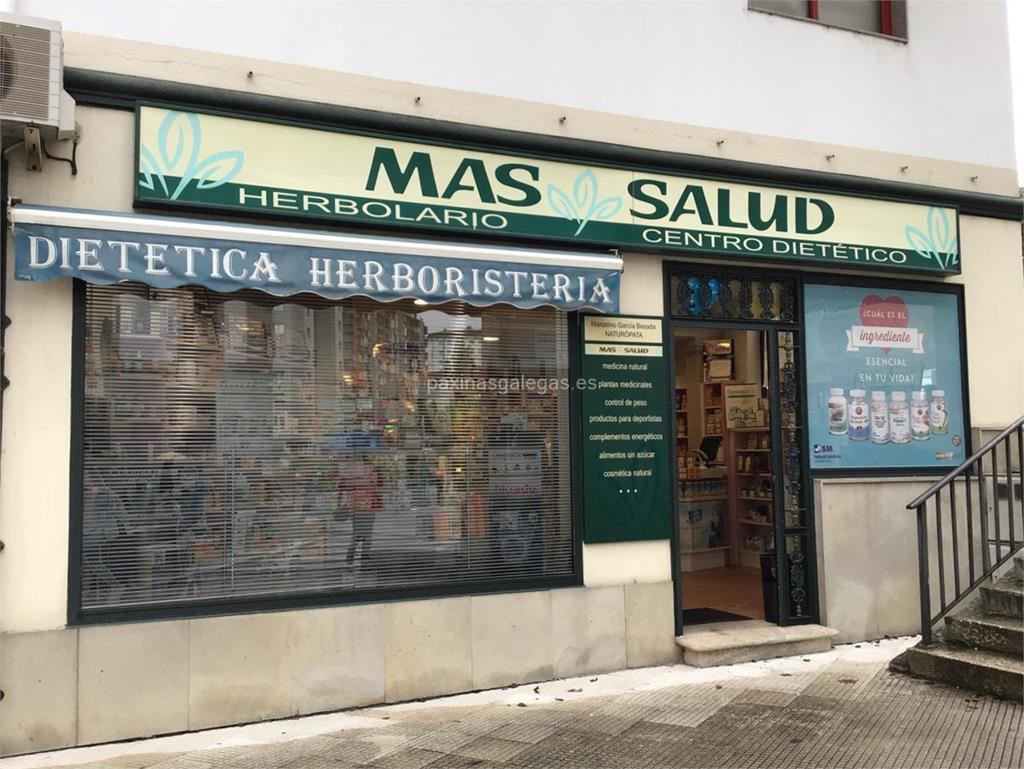 MAS SALUD
HERBOLARIO
CENTRO DIETÉTICO
DIETETICA HERBORISTERIA
Marcelino García Besada
NATURÓPATA
MAS SALUD
medicina natural
plantas medicinales
control de peso
productos para deportistas
complementos energéticos
alimentos sin azúcar
cosmética natural
¿CUÁL ES EL
ingrediente
ESENCIAL
EN TU VIDA?
paxinasgalegas.es